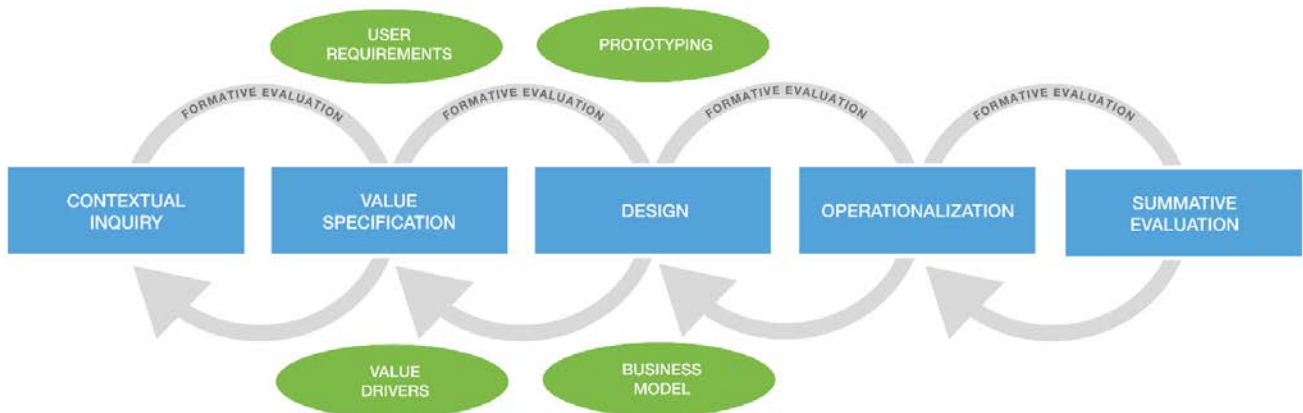 USER
REQUIREMENTS
PROTOTYPING
FORMATIVE EVALUATION
FORMATIVE EVALUATION
FORMATIVE EVALUATION
FORMATIVE EVALUATION
CONTEXTUAL
INQUIRY
VALUE
SPECIFICATION
DESIGN
OPERATIONALIZATION
SUMMATIVE
EVALUATION
VALUE
DRIVERS
BUSINESS
MODEL